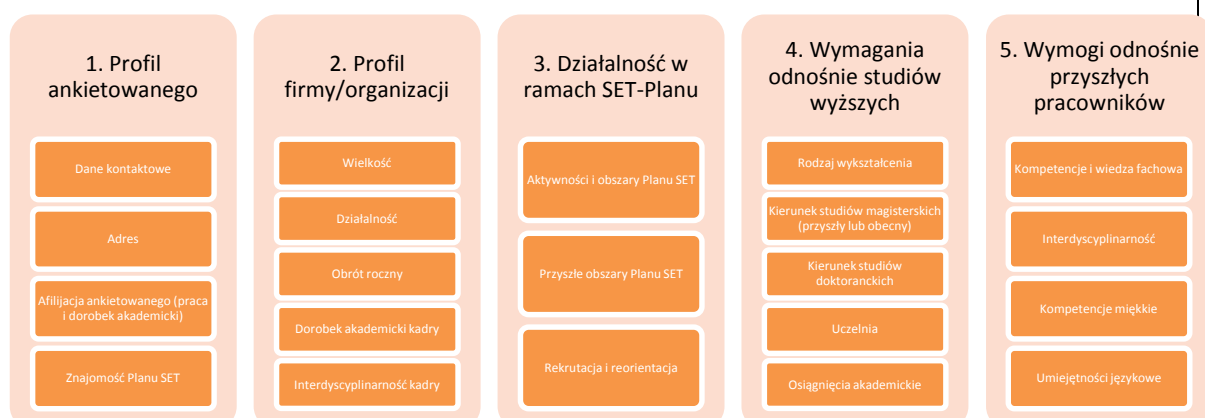 1. Profil
ankietowanego
Dane kontaktowe
Adres
Afilijacja ankietowanego (praca
i dorobek akademicki)
Znajomość Planu SET
2. Profil
firmy/organizacji
Wielkość
Działalność
Obrót roczny
Dorobek akademicki kadry
Interdyscyplinarność kadry
3. Działalność w
ramach SET-Planu
Aktywności i obszary Planu SET
Przyszłe obszary Planu SET
Rekrutacja i reorientacja
4. Wymagania
odnośnie studiów
wyższych
Rodzaj wykształcenia
Kierunek studiów magisterskich
(przyszły lub obecny)
Kierunek studiów
doktoranckich
Uczelnia
Osiągnięcia akademickie
5. Wymogi odnośnie
przyszłych
pracowników
Kompetencje i wiedza fachowa
Interdyscyplinarność
Kompetencje miękkie
Umiejętności językowe